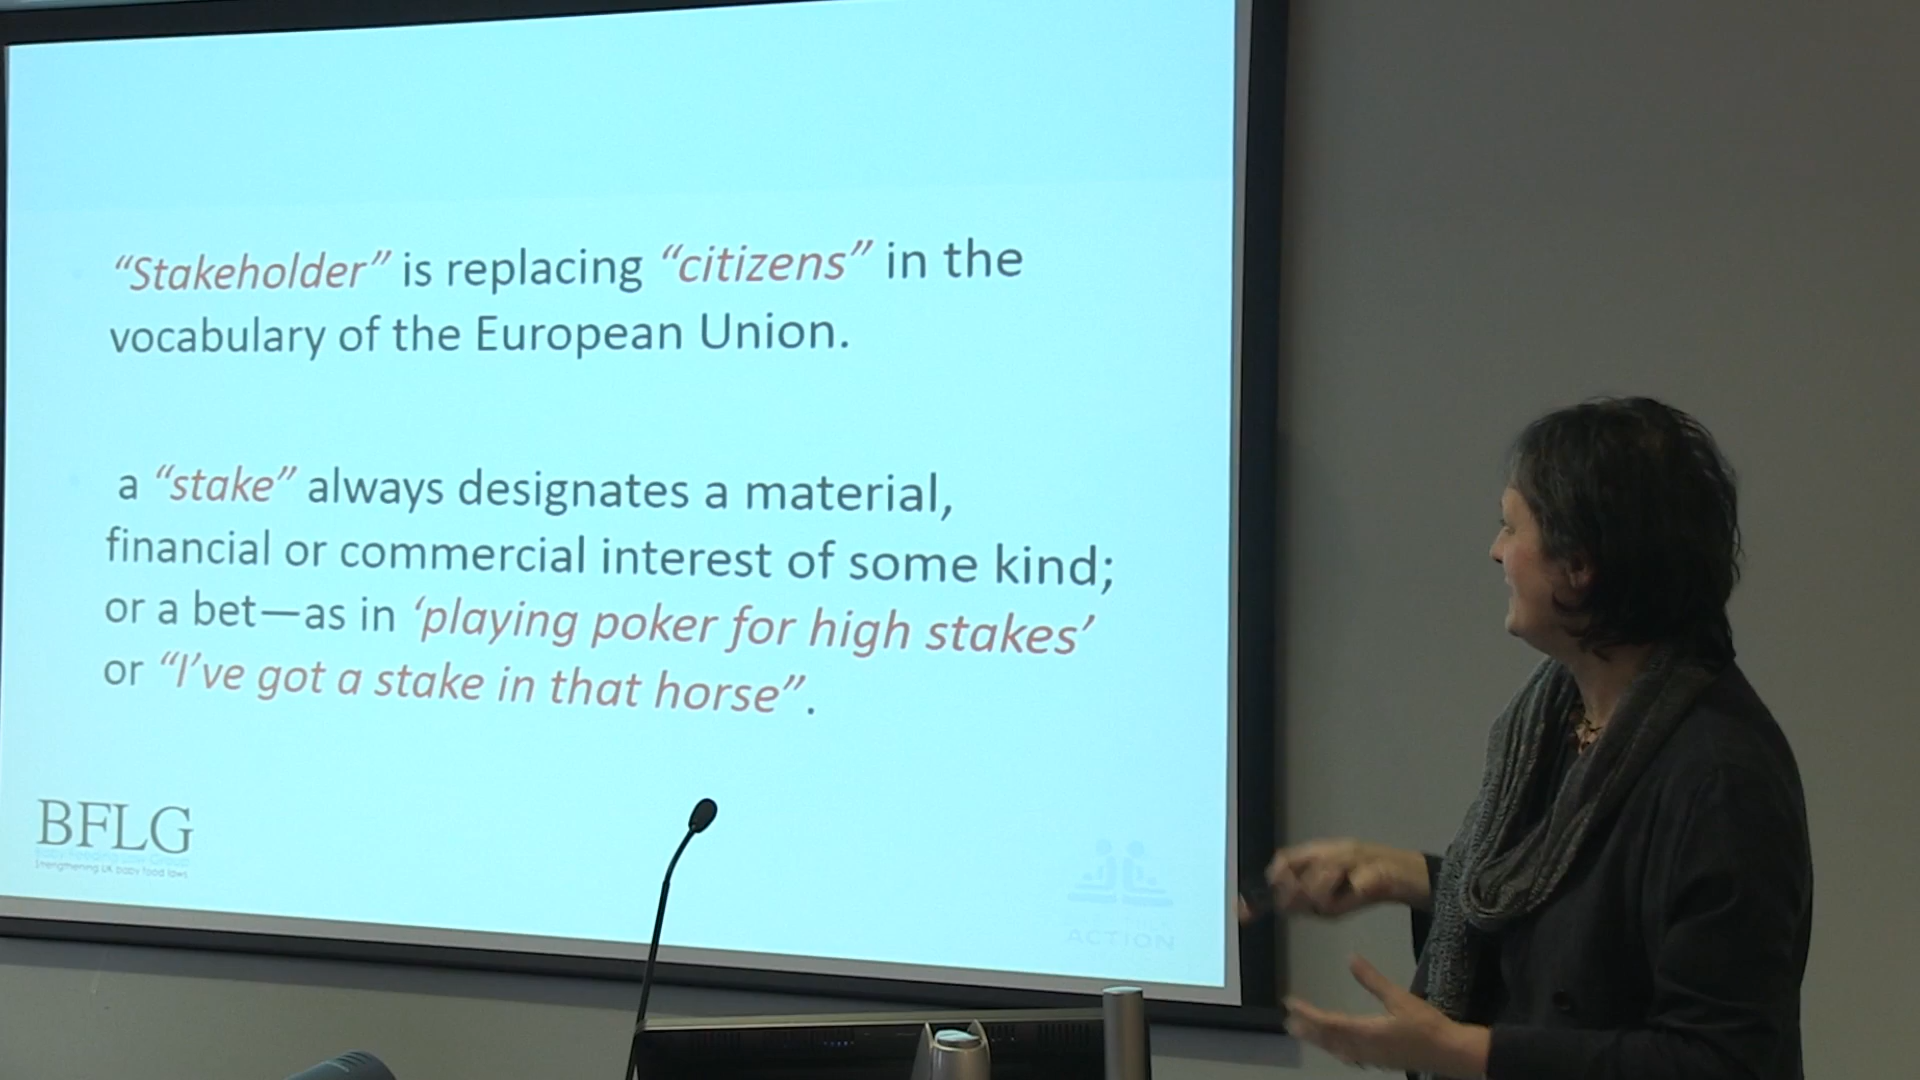 “Stakeholder” is replacing “citizens” in the
vocabulary of the European Union.
a “stake” always designates a material,
financial or commercial interest of some kind;
or a bet—as in ‘playing poker for high stakes’
or “I’ve got a stake in that horse”.
BFLG
Strengthening UK baby food laws
ACTION